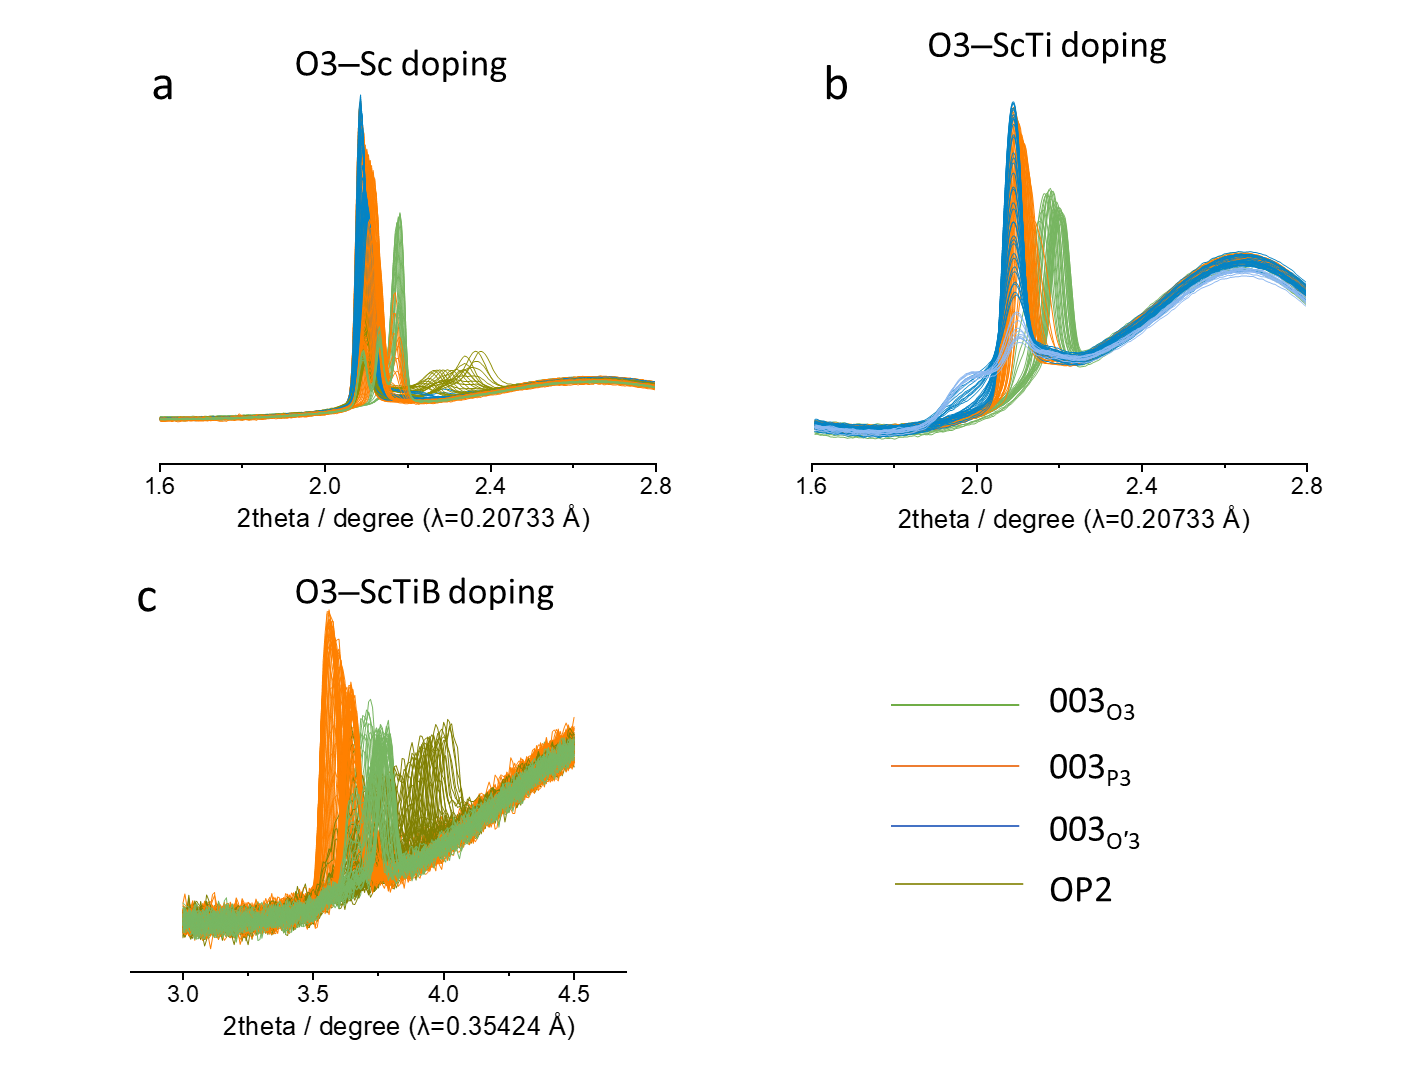 O3–Sc doping
a
1.6 2.0 2.4 2.8
2theta / degree (λ=0.20733 Å)
O3–ScTi doping
b
1.6 2.0 2.4 2.8
2theta / degree (λ=0.20733 Å)
O3–ScTiB doping
c
3.0 3.5 4.0 4.5
2theta / degree (λ=0.35424 Å)
003O3
003P3
003O'3
OP2